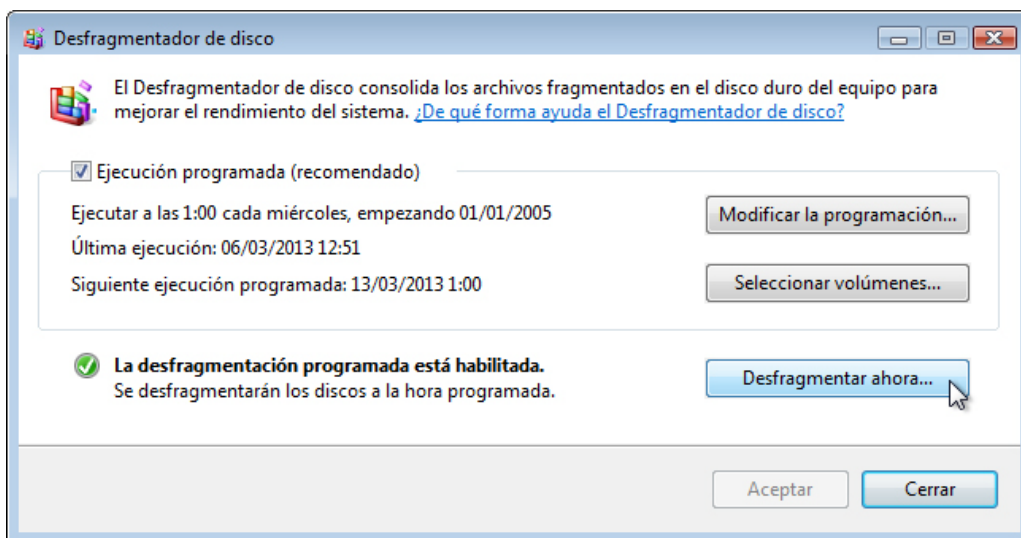 Desfragmentador de disco
El Desfragmentador de disco consolida los archivos fragmentados en el disco duro del equipo para
mejorar el rendimiento del sistema. ¿De qué forma ayuda el Desfragmentador de disco?
Ejecución programada (recomendado)
Ejecutar a las 1:00 cada miércoles, empezando 01/01/2005
Modificar la programación...
Última ejecución: 06/03/2013 12:51
Siguiente ejecución programada: 13/03/2013 1:00
Seleccionar volúmenes...
La desfragmentación programada está habilitada.
Se desfragmentarán los discos a la hora programada.
Desfragmentar ahora...
Aceptar
Cerrar